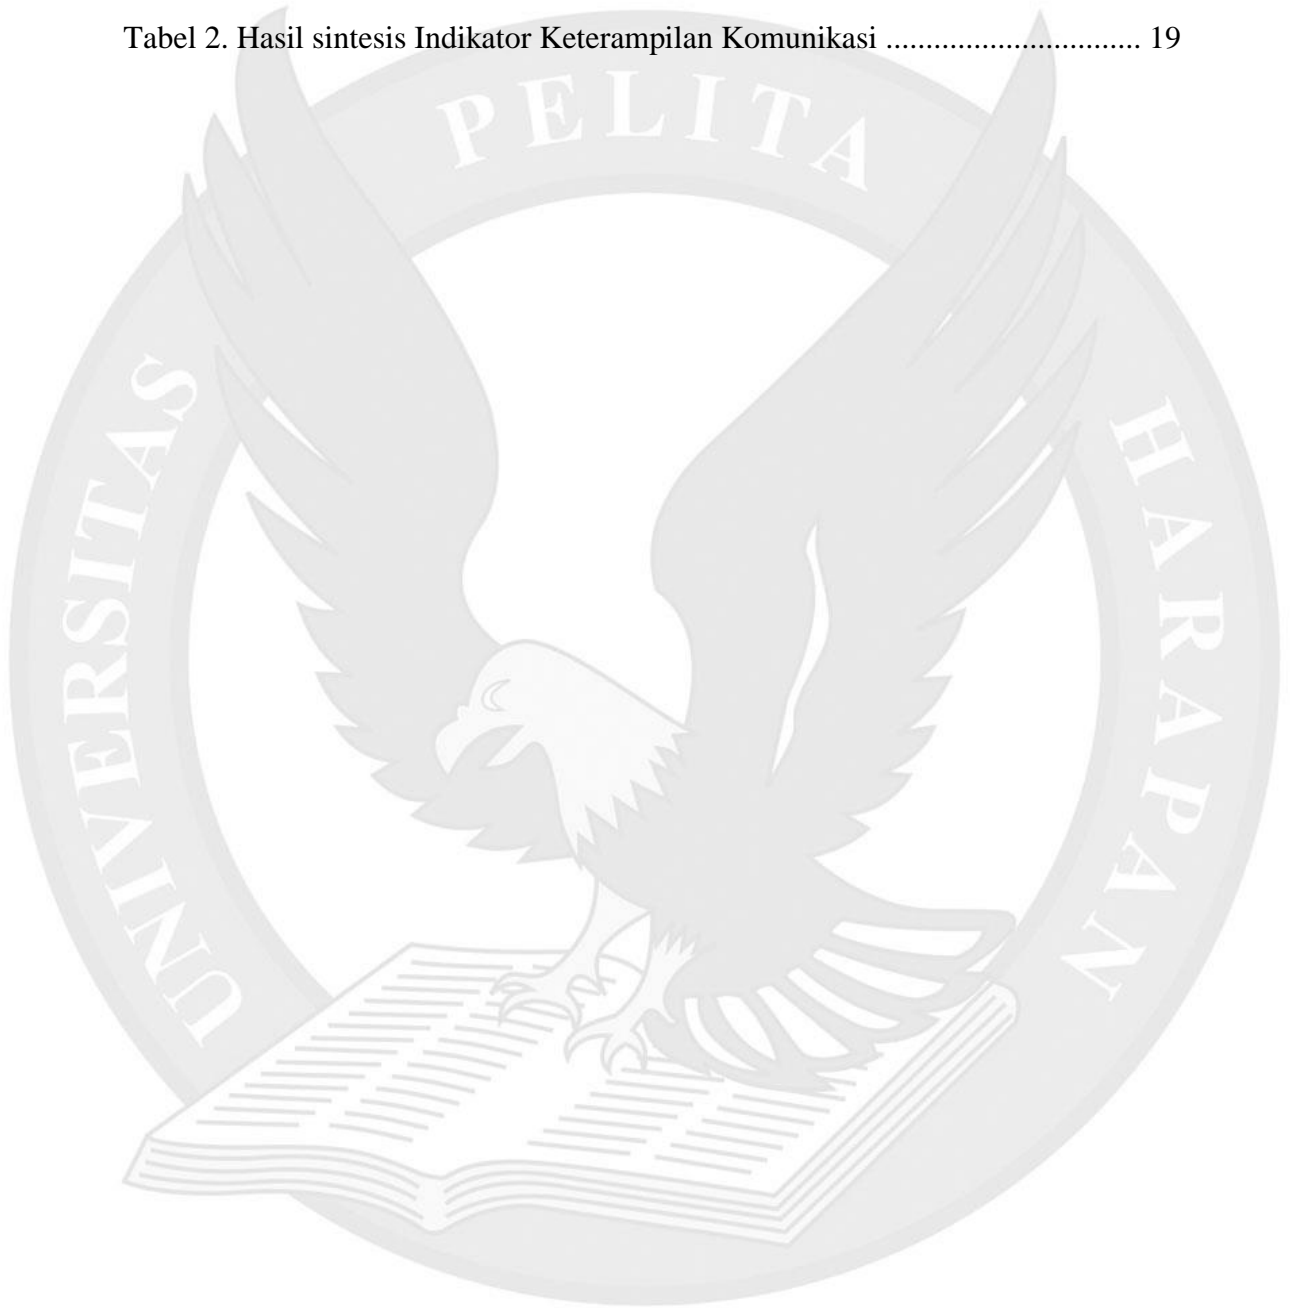 Tabel 2. Hasil sintesis Indikator Keterampilan Komunikasi ................................ 19
UNIVERSITAS PELITA HARAPAN